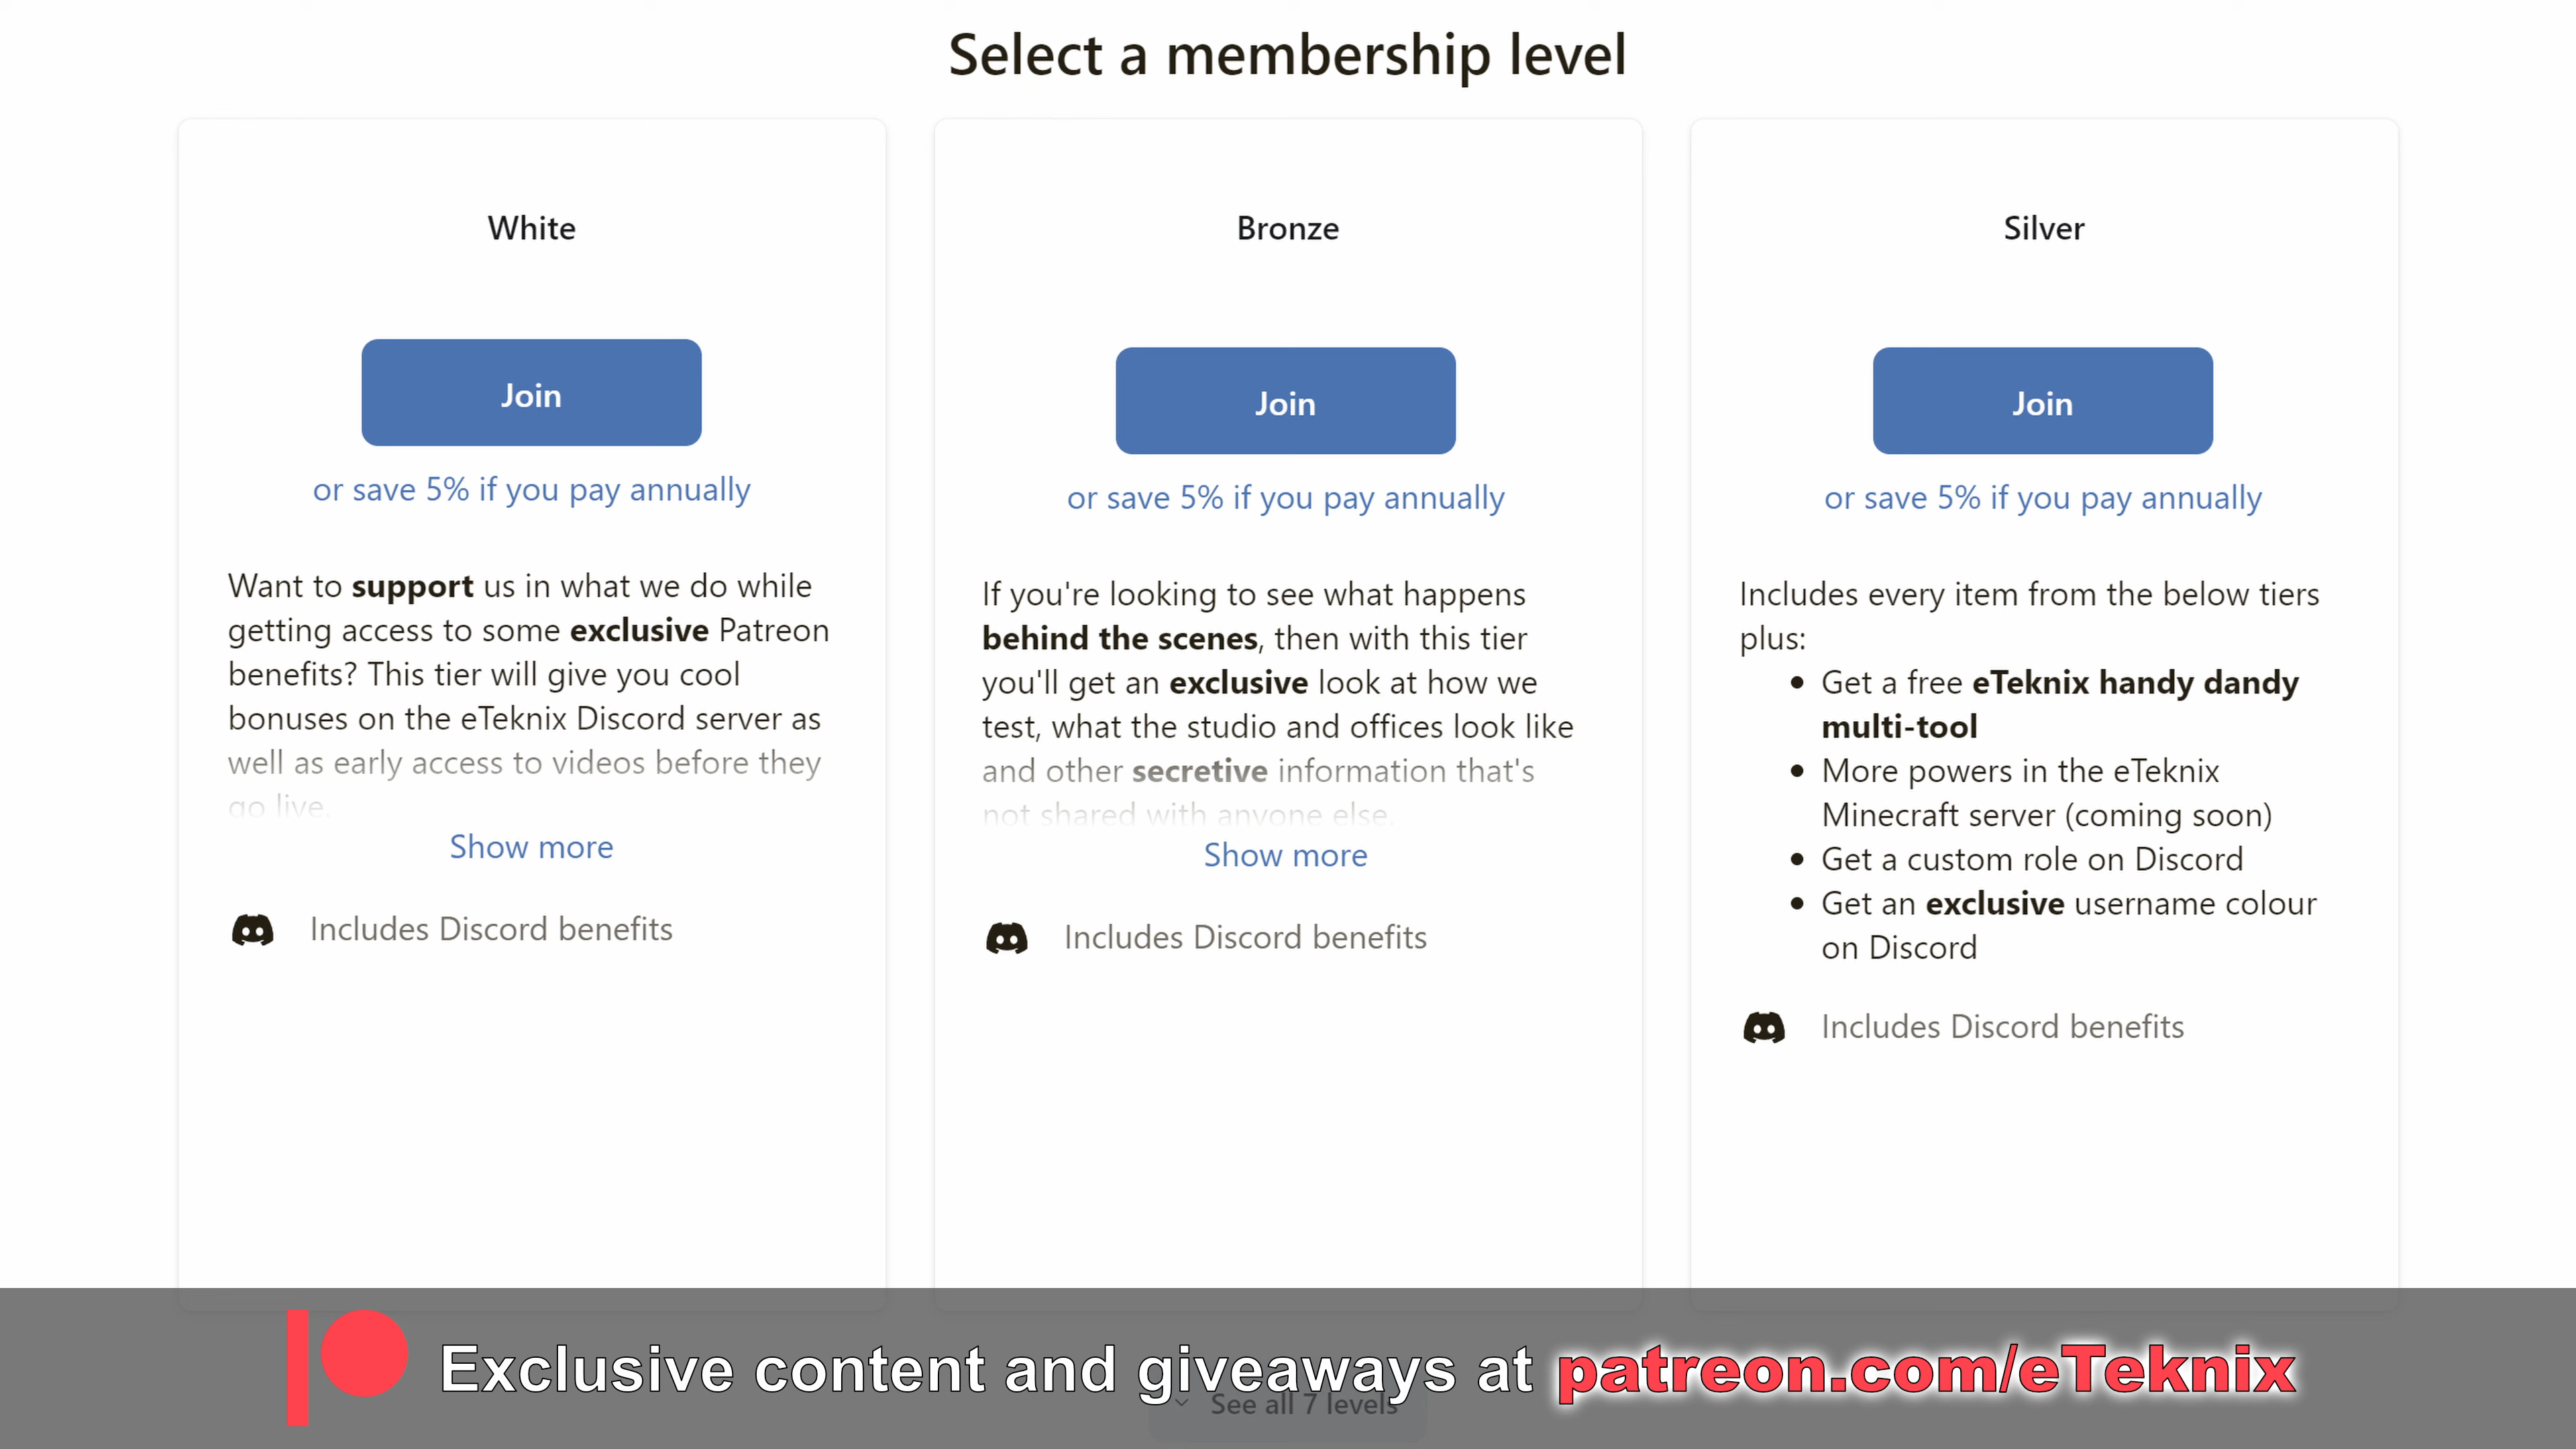 Select a membership level
White
Join
or save 5% if you pay annually
Want to support us in what we do while
getting access to some exclusive Patreon
benefits? This tier will give you cool
bonuses on the eTeknix Discord server as
well as early access to videos before they
go live.
Show more
Includes Discord benefits
Bronze
Join
or save 5% if you pay annually
If you're looking to see what happens
behind the scenes, then with this tier
you'll get an exclusive look at how we
test, what the studio and offices look like
and other secretive information that's
not shared with anyone else.
Show more
Includes Discord benefits
Silver
Join
or save 5% if you pay annually
Includes every item from the below tiers
plus:
• Get a free eTeknix handy dandy
multi-tool
• More powers in the eTeknix
Minecraft server (coming soon)
• Get a custom role on Discord
• Get an exclusive username colour
on Discord
Includes Discord benefits
Exclusive content and giveaways at patreon.com/eTeknix
See all 7 levels